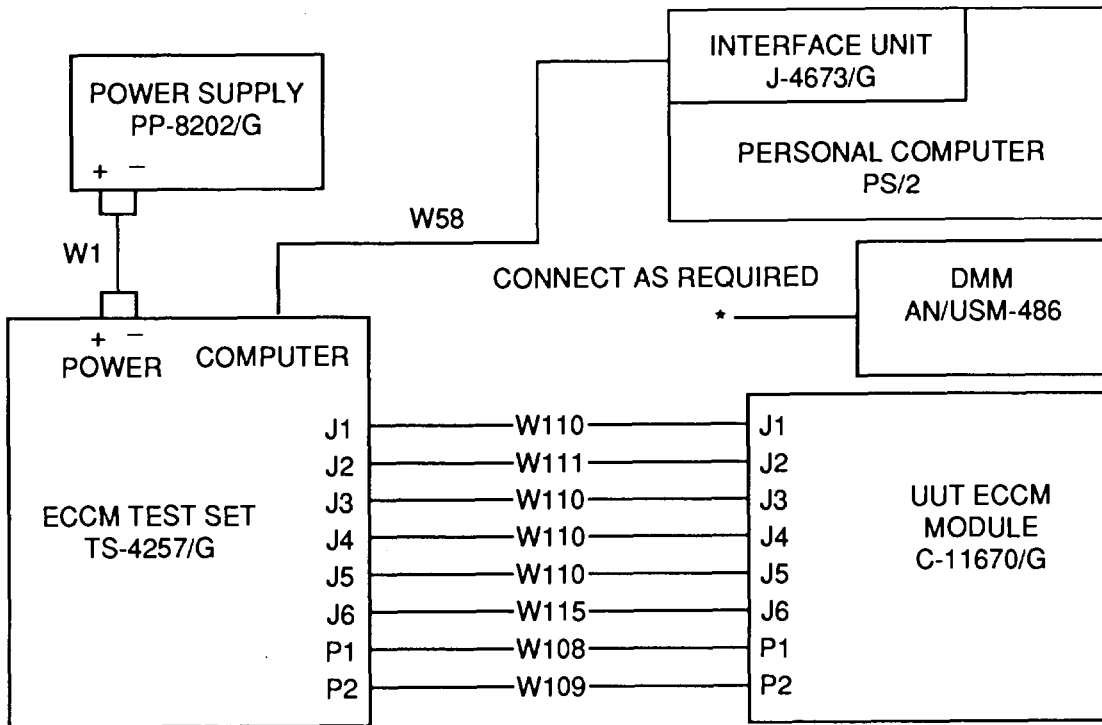 POWER SUPPLY
PP-8202/G
+ −
W1
INTERFACE UNIT
J-4673/G
PERSONAL COMPUTER
PS/2
W58
CONNECT AS REQUIRED
*
DMM
AN/USM-486
+ −
POWER
COMPUTER
ECCM TEST SET
TS-4257/G
J1 W110 J1
J2 W111 J2
J3 W110 J3
J4 W110 J4
J5 W110 J5
J6 W115 J6
P1 W108 P1
P2 W109 P2
UUT ECCM
MODULE
C-11670/G